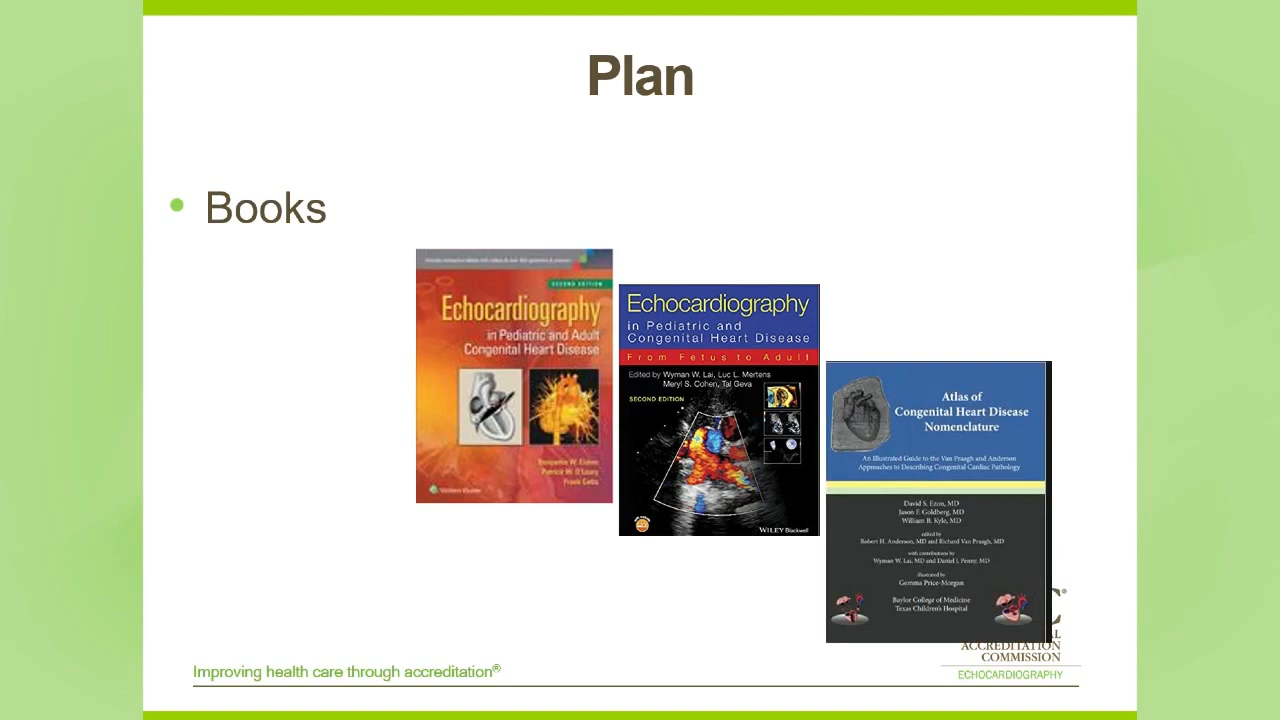 Plan
Books
SECOND EDITION
Echocardiography
in Pediatric and Adult
Congenital Heart Disease
Benjamin W. Eidem
Patrick W. O'Leary
Frank Cetta
Wolters Kluwer
Echocardiography
in Pediatric and
Congenital Heart Disease
From Fetus to Adult
Edited by Wyman W. Lai, Luc L. Mertens
Meryl S. Cohen, Tal Geva
SECOND EDITION
WILEY Blackwell
Atlas of
Congenital Heart Disease
Nomenclature
An Illustrated Guide to the Van Praagh and Anderson
Approaches to Describing Congenital Cardiac Pathology
David S. Ezon, MD
Jason F. Goldberg, MD
William B. Kyle, MD
edited by
Robert H. Anderson, MD and Richard Van Praagh, MD
with contributions by
Wyman W. Lai, MD and Daniel J. Penny, MD
illustrated by
Gemma Price-Morgan
Baylor College of Medicine
Texas Children's Hospital
ACCREDITATION
COMMISSION
ECHOCARDIOGRAPHY
Improving health care through accreditation®